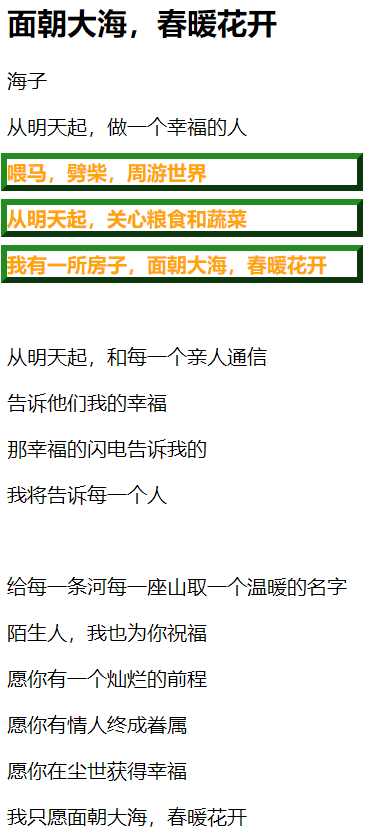 面朝大海，春暖花开
海子
从明天起，做一个幸福的人
喂马，劈柴，周游世界
从明天起，关心粮食和蔬菜
我有一所房子，面朝大海，春暖花开
从明天起，和每一个亲人通信
告诉他们我的幸福
那幸福的闪电告诉我的
我将告诉每一个人
给每一条河每一座山取一个温暖的名字
陌生人，我也为你祝福
愿你有一个灿烂的前程
愿你有情人终成眷属
愿你在尘世获得幸福
我只愿面朝大海，春暖花开